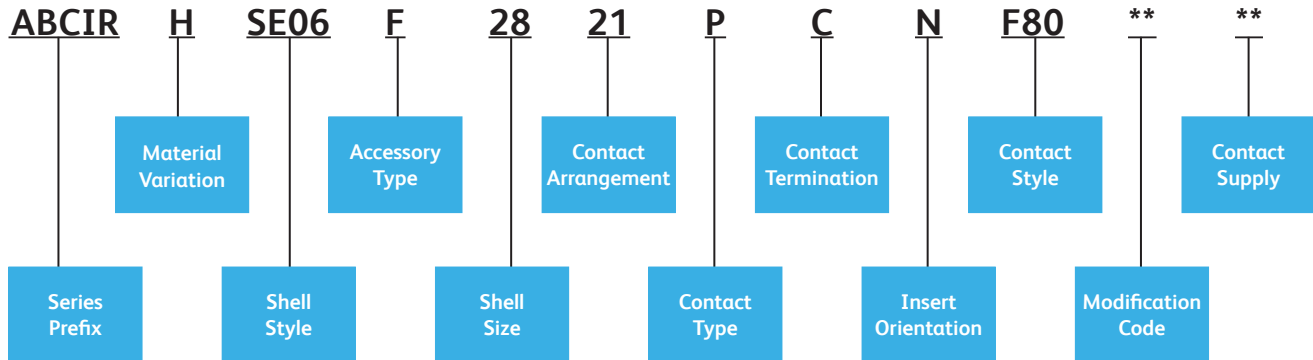 ABCIR H SE06 F 28 21 P C N F80 ** **
Material
Variation
Accessory
Type
Contact
Arrangement
Contact
Termination
Contact
Style
Contact
Supply
Series
Prefix
Shell
Style
Shell
Size
Contact
Type
Insert
Orientation
Modification
Code